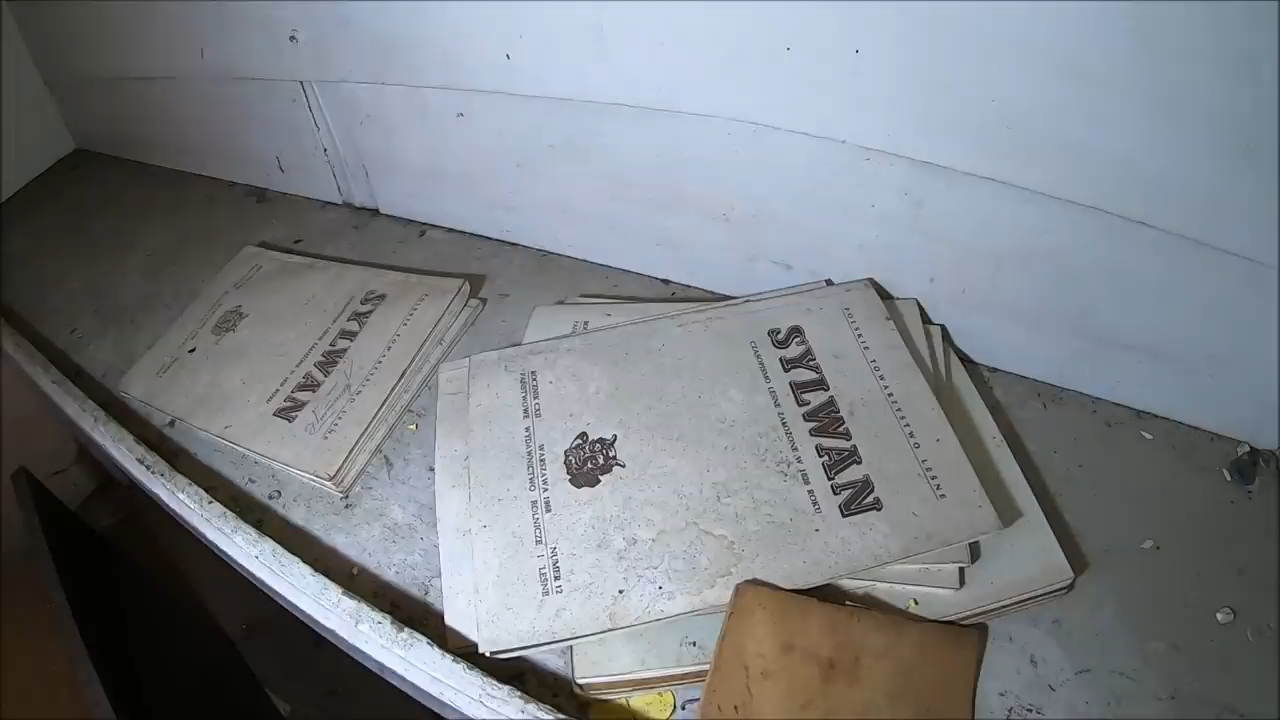 POLSKIE TOWARZYSTWO LEŚNE
SYLWAN
CZASOPISMO LEŚNE ZAŁOŻONE W 1820 ROKU
ROCZNIK CXII WARSZAWA 1968 NUMER 12
PAŃSTWOWE WYDAWNICTWO ROLNICZE I LEŚNE
SYLWAN